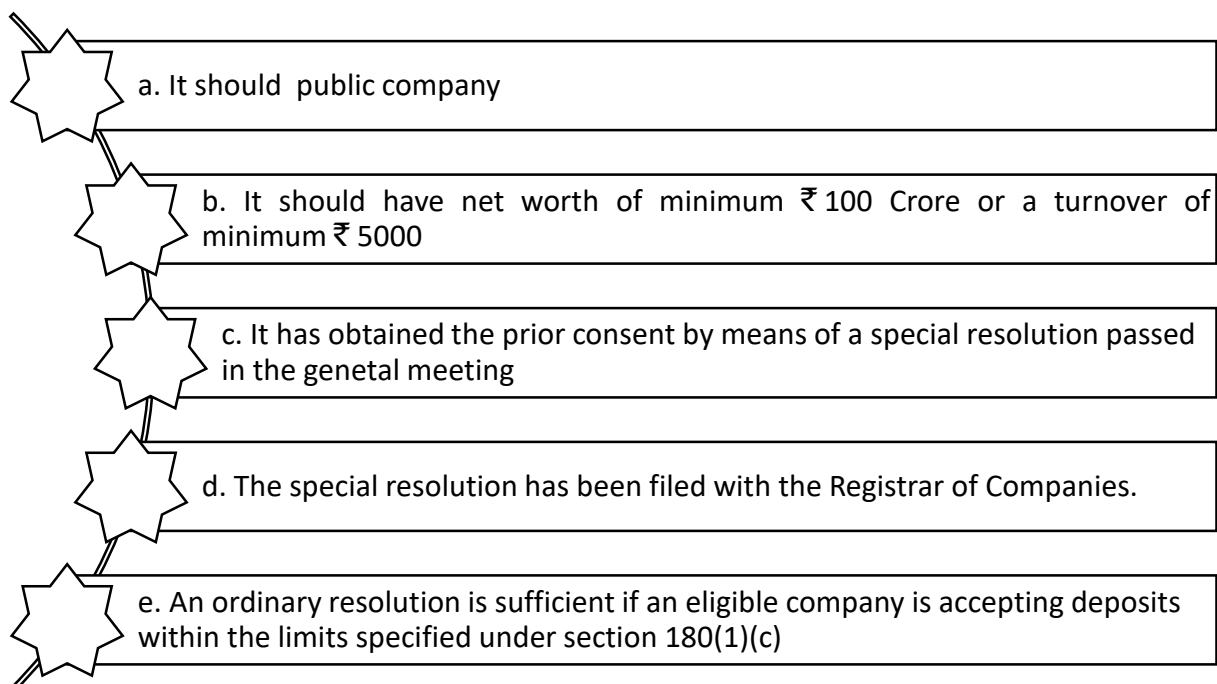 a. It should  public company
b. It should have net worth of minimum ₹ 100 Crore or a turnover of
minimum ₹ 5000
c. It has obtained the prior consent by means of a special resolution passed
in the genetal meeting
d. The special resolution has been filed with the Registrar of Companies.
e. An ordinary resolution is sufficient if an eligible company is accepting deposits
within the limits specified under section 180(1)(c)